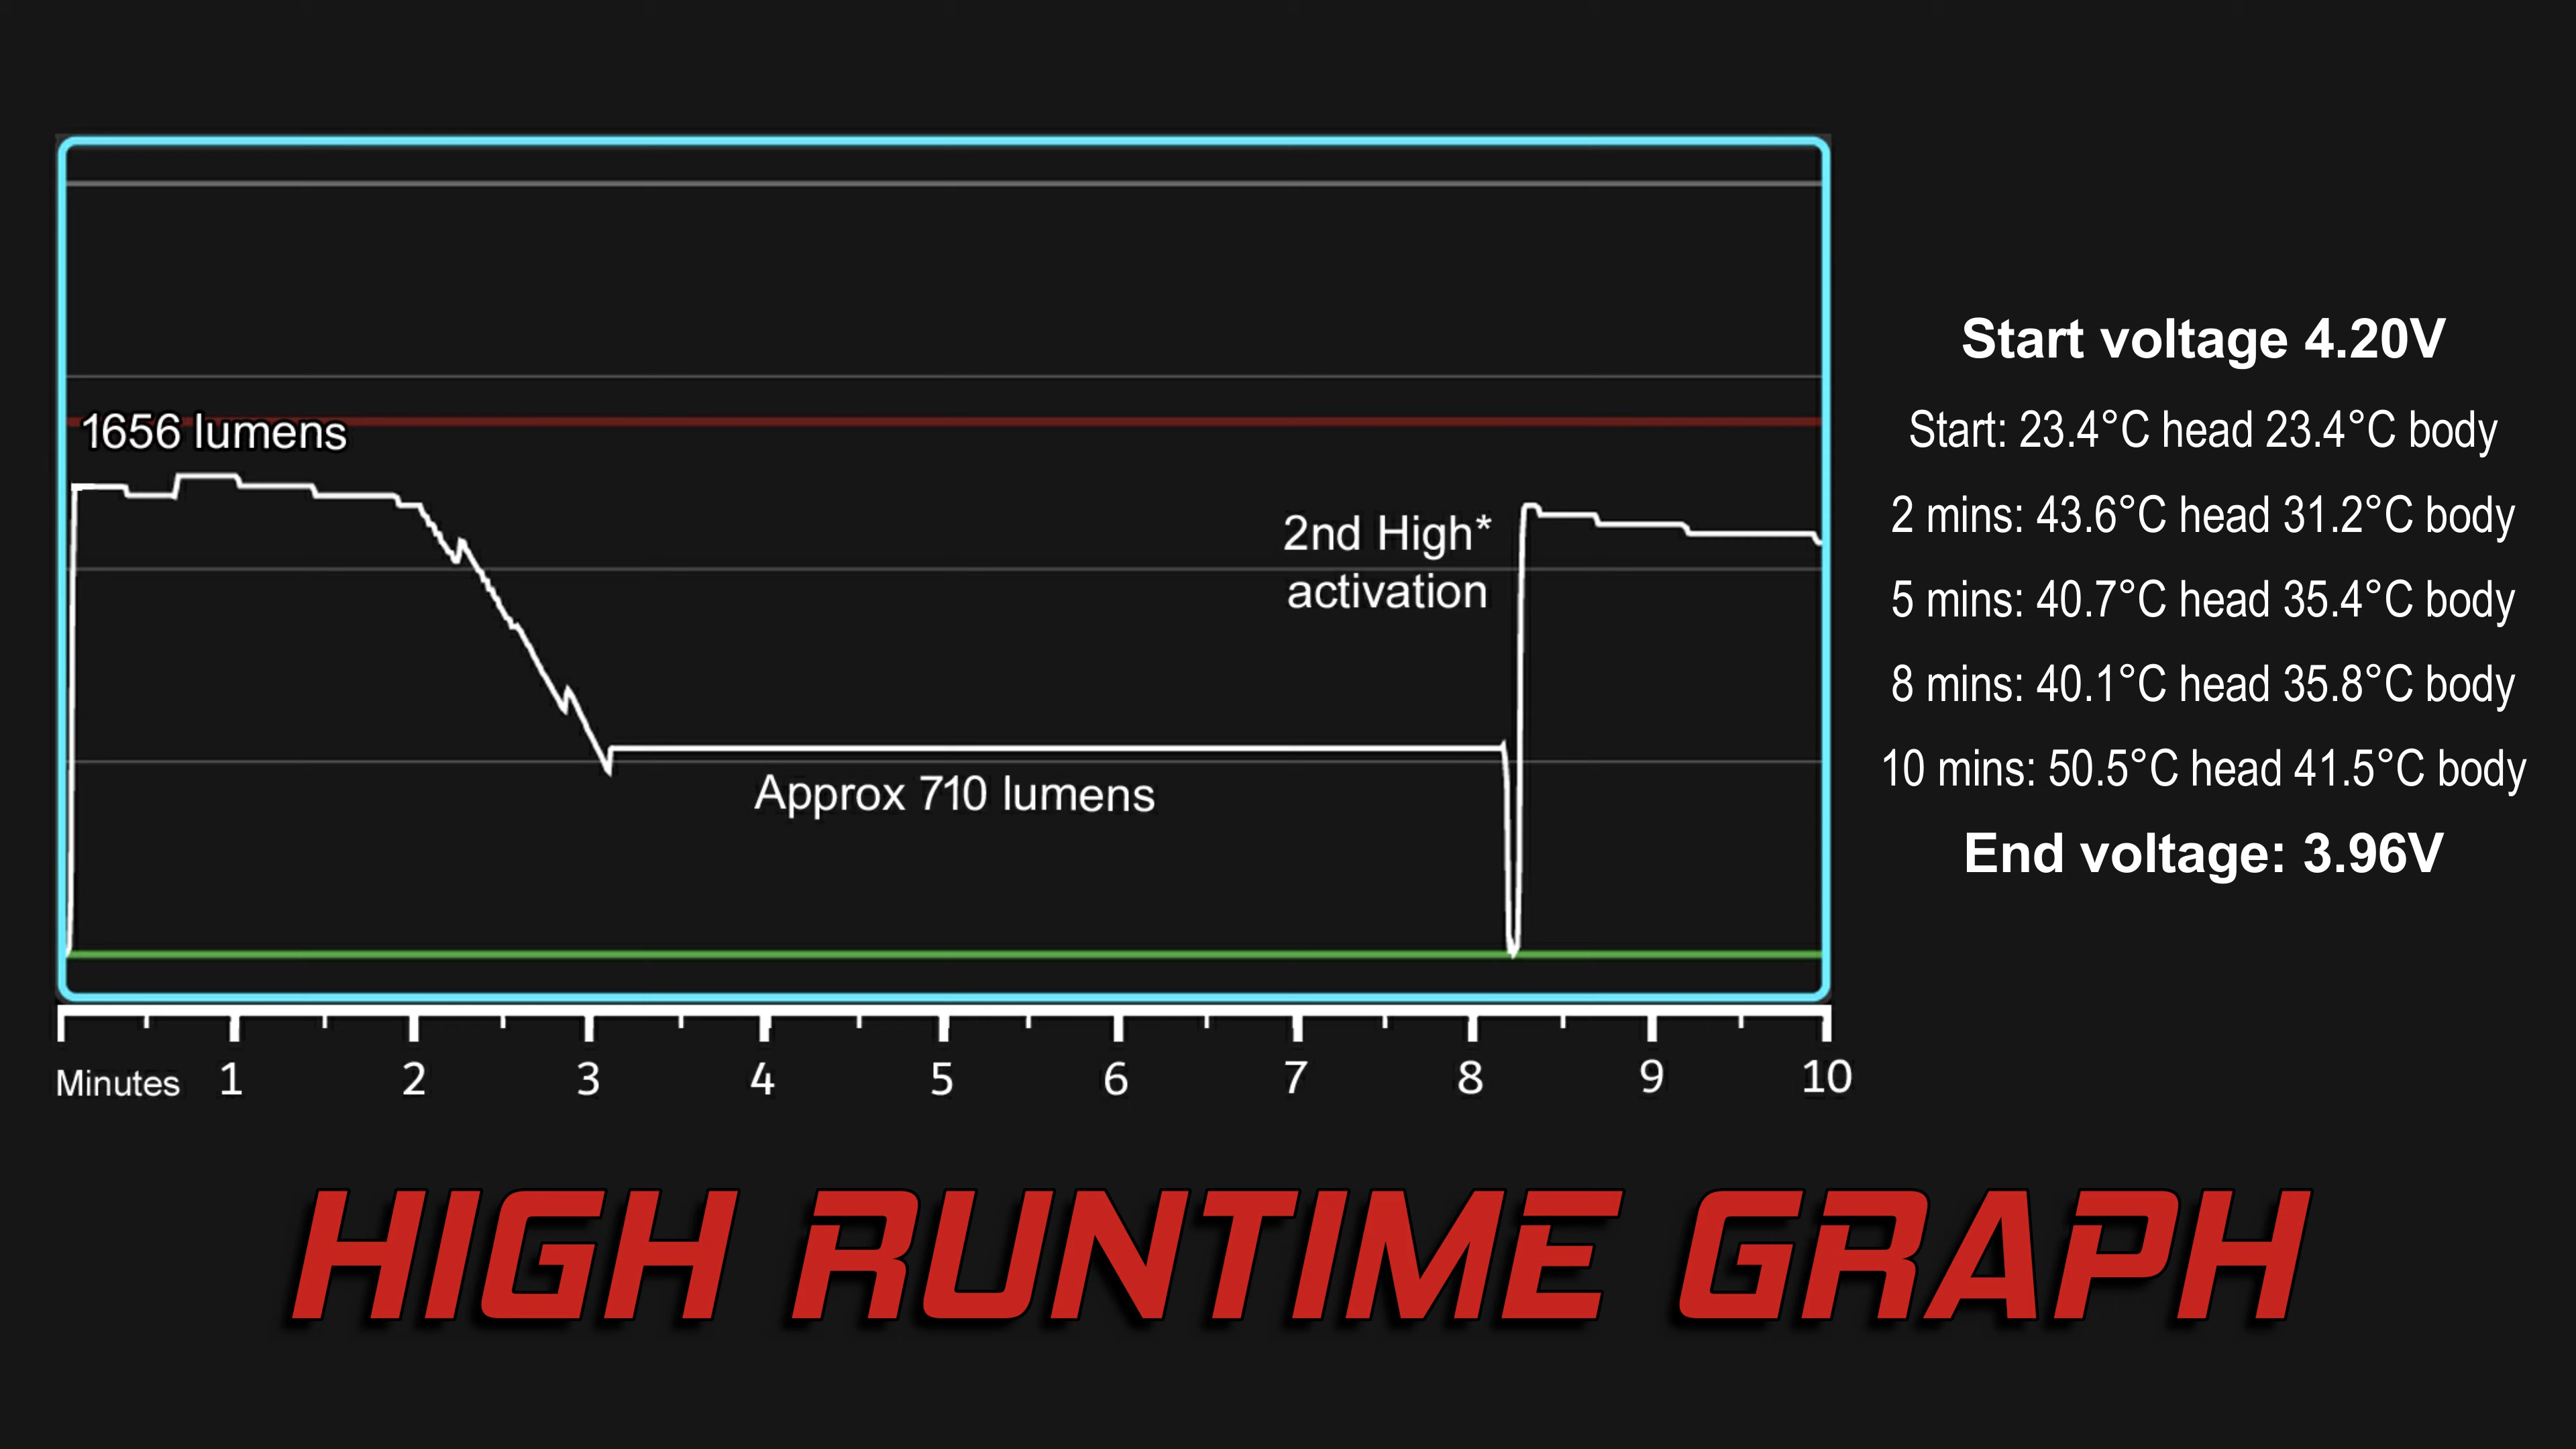 1656 lumens
2nd High*
activation
Approx 710 lumens
Minutes 1 2 3 4 5 6 7 8 9 10
Start voltage 4.20V
Start: 23.4°C head 23.4°C body
2 mins: 43.6°C head 31.2°C body
5 mins: 40.7°C head 35.4°C body
8 mins: 40.1°C head 35.8°C body
10 mins: 50.5°C head 41.5°C body
End voltage: 3.96V
HIGH RUNTIME GRAPH